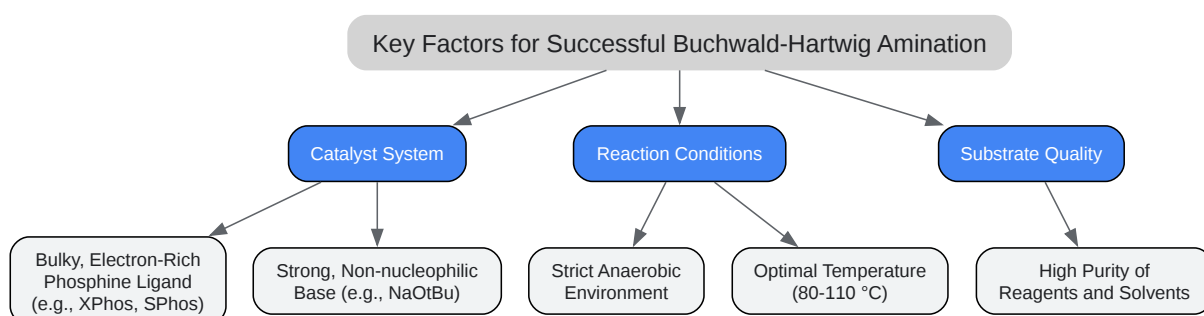 Key Factors for Successful Buchwald-Hartwig Amination
Catalyst System
Reaction Conditions
Substrate Quality
Bulky, Electron-Rich
Phosphine Ligand
(e.g., XPhos, SPhos)
Strong, Non-nucleophilic
Base (e.g., NaOtBu)
Strict Anaerobic
Environment
Optimal Temperature
(80-110 °C)
High Purity of
Reagents and Solvents